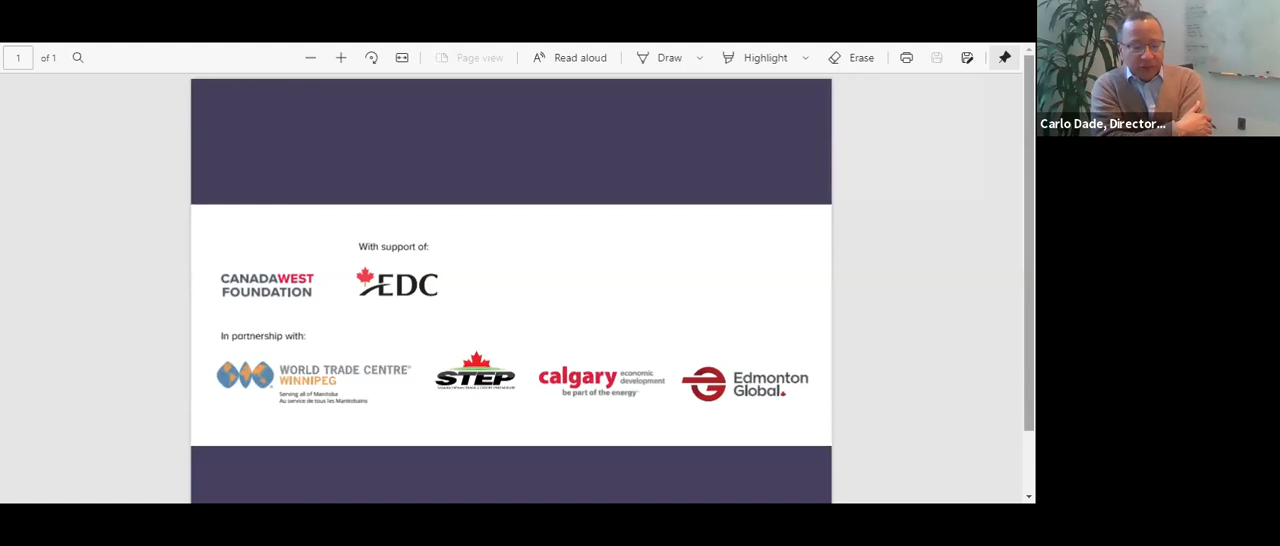 1 of 1
Page view
Read aloud
Draw
Highlight
Erase
Carlo Dade, Director...
With support of:
CANADAWEST
FOUNDATION
EDC
In partnership with:
WORLD TRADE CENTRE®
WINNIPEG
Serving all of Manitoba
Au service de tous les Manitobains
STEP
calgary economic
development
be part of the energy
Edmonton
Global